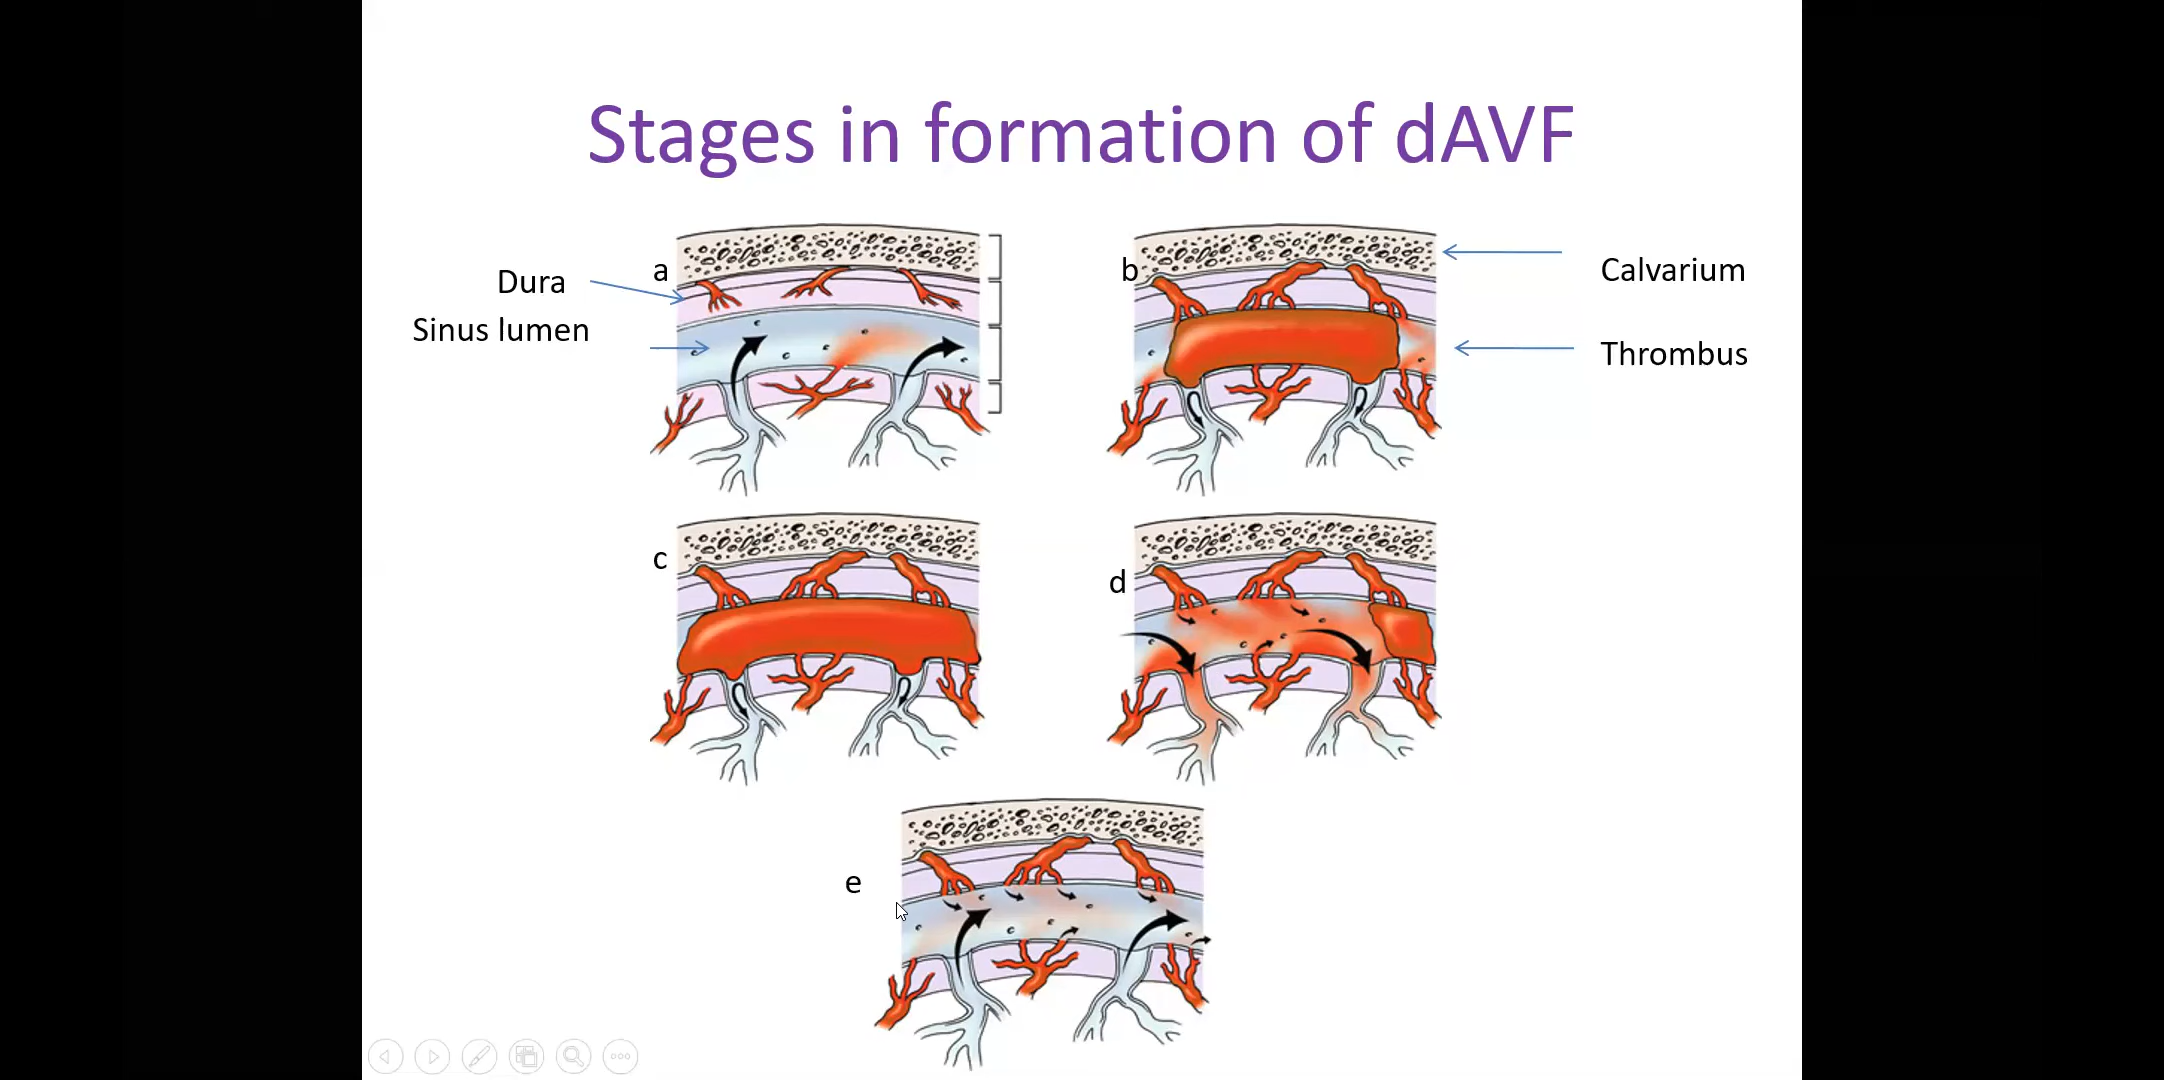 Stages in formation of dAVF
a
Dura
Sinus lumen
b
Calvarium
Thrombus
c
d
e